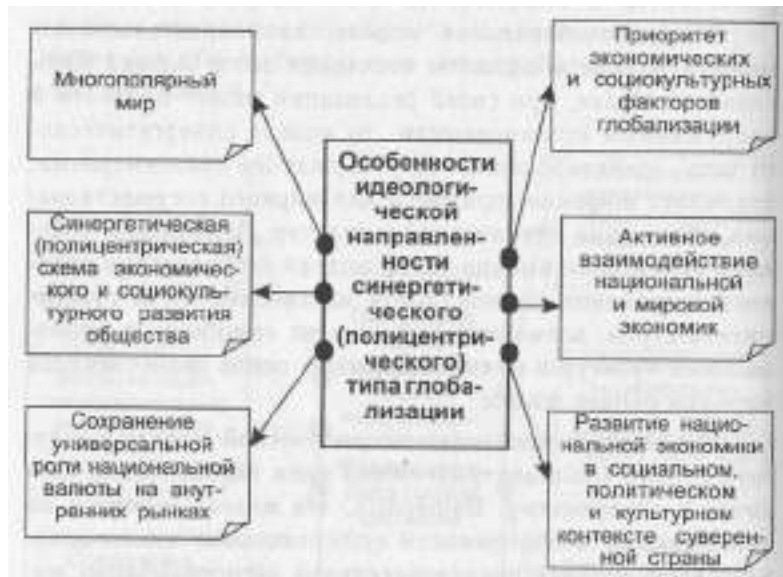 Многополярный
мир
Синергетическая
(полицентрическая)
схема экономическо-
го и социокуль-
турного развития
общества
Сохранение
универсальной
роли национальной
валюты на внут-
ренних рынках
Особенности
идеологи-
ческой
направлен-
ности
синергети-
ческого
(полицентри-
ческого)
типа глоба-
лизации
Приоритет
экономических
и социокультурных
факторов
глобализации
Активное
взаимодействие
национальной
и мировой
экономик
Развитие нацио-
нальной экономики
в социальном,
политическом
и культурном
контексте суверен-
ной страны